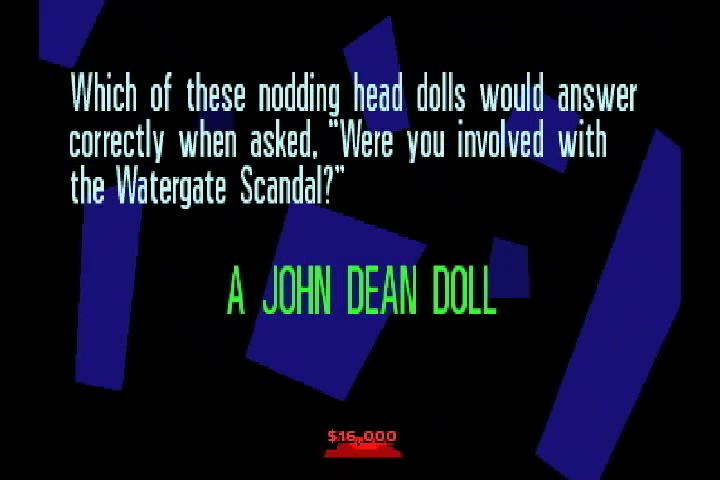 Which of these nodding head dolls would answer
correctly when asked, "Were you involved with
the Watergate Scandal?"
A JOHN DEAN DOLL
$16,000